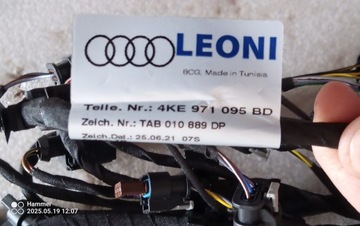 LEONI
BCG, Made in Tunisia
Teile. Nr.: 4KE 971 095 BD
Zeich. Nr.: TAB 010 889 DP
Zeich.Dat.: 25.06.21 07S
Hammer
2025.05.19 12:07